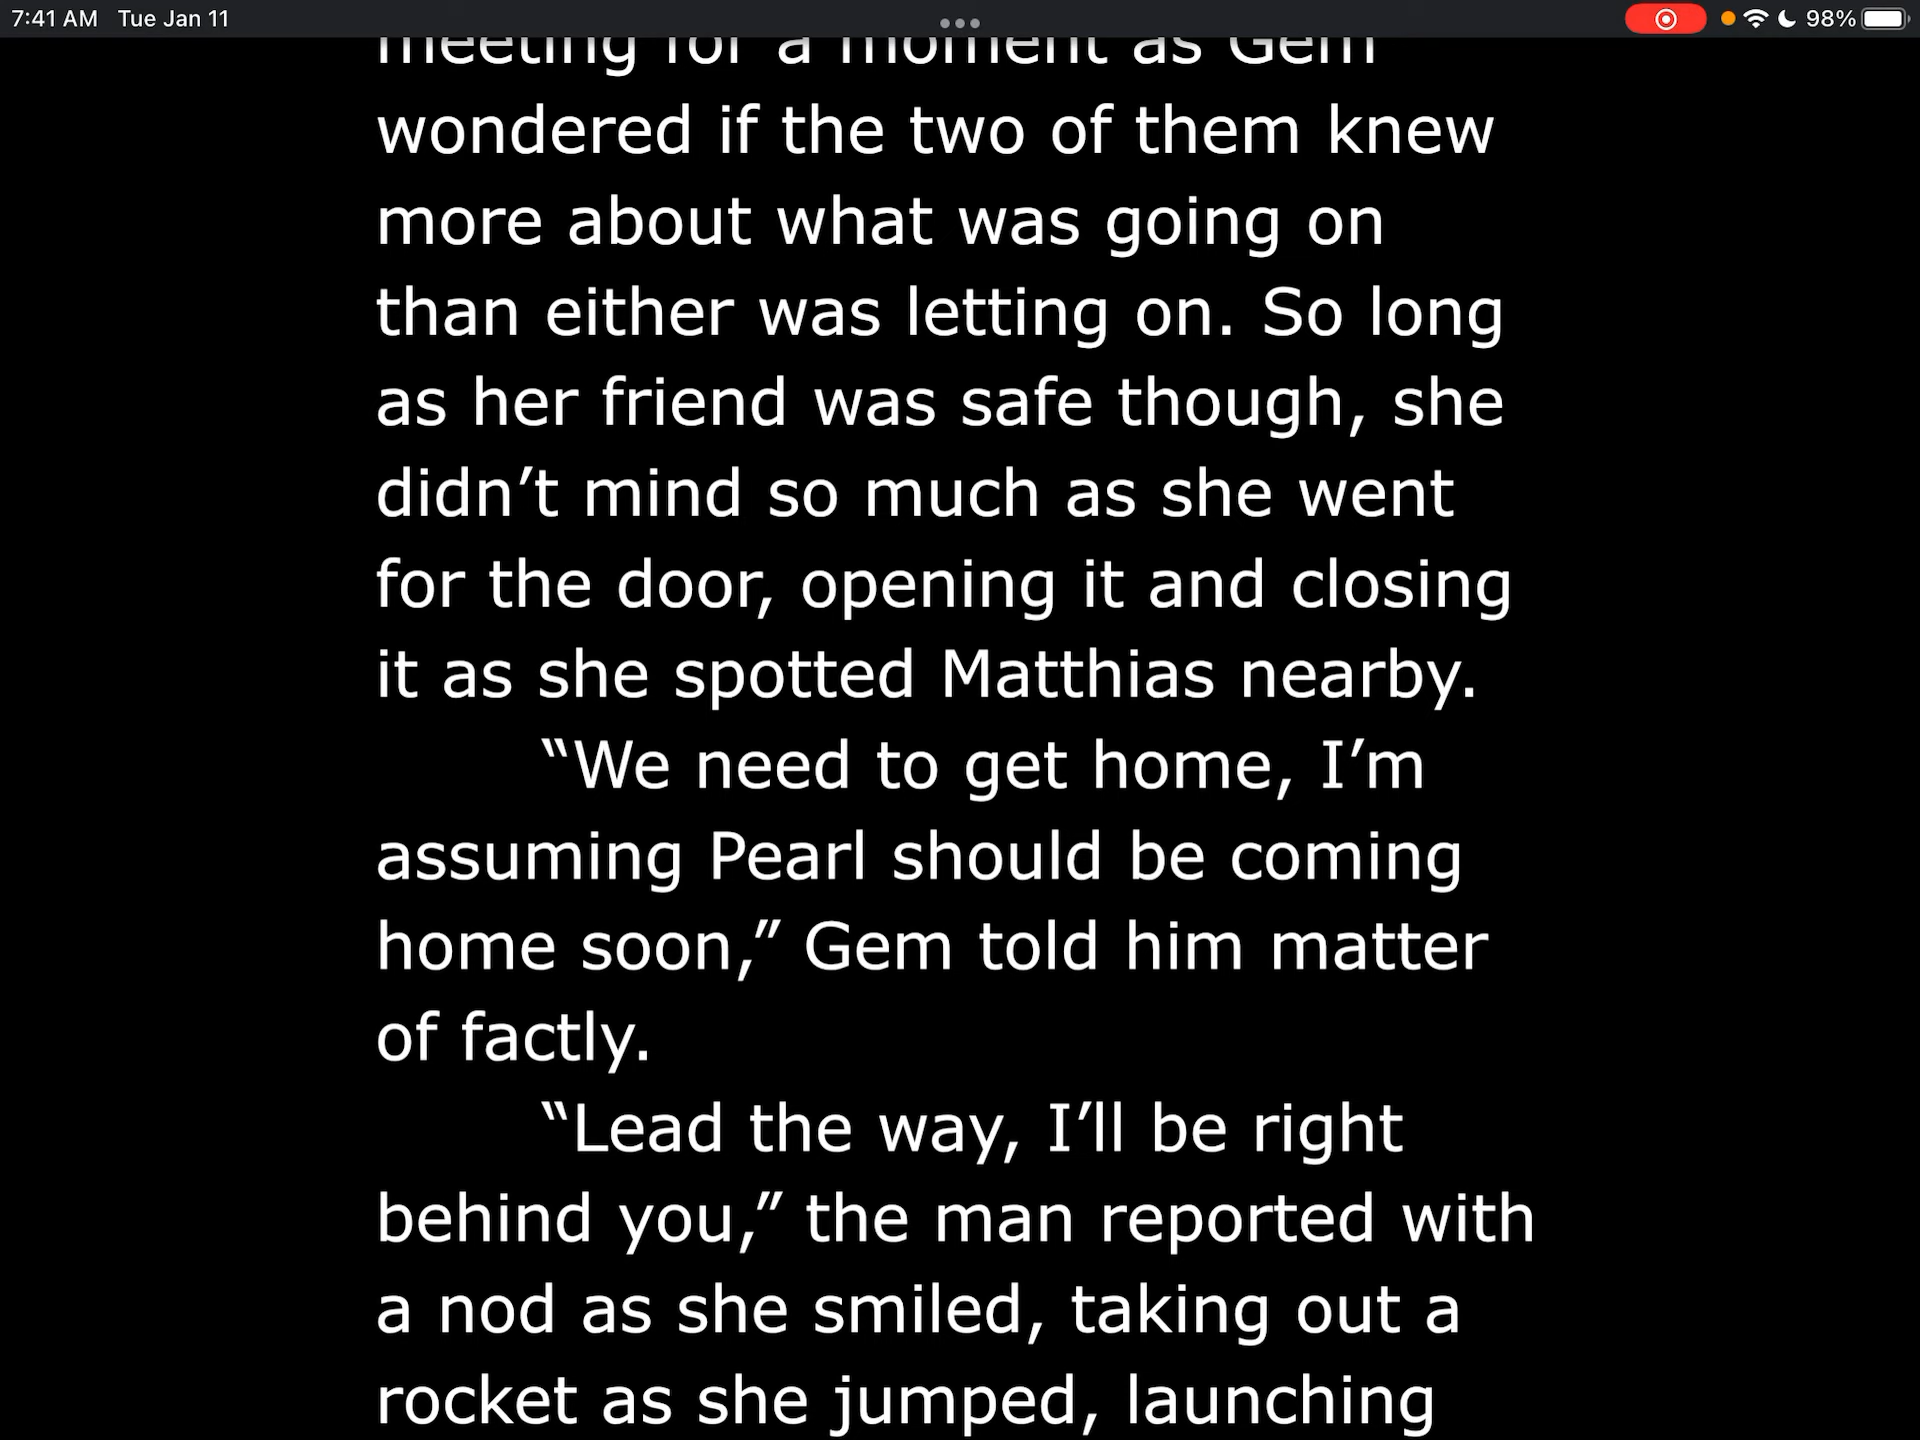 7:41 AM Tue Jan 11 98%
meeting for a moment as Gem
wondered if the two of them knew
more about what was going on
than either was letting on. So long
as her friend was safe though, she
didn’t mind so much as she went
for the door, opening it and closing
it as she spotted Matthias nearby.
“We need to get home, I’m
assuming Pearl should be coming
home soon,” Gem told him matter
of factly.
“Lead the way, I’ll be right
behind you,” the man reported with
a nod as she smiled, taking out a
rocket as she jumped, launching